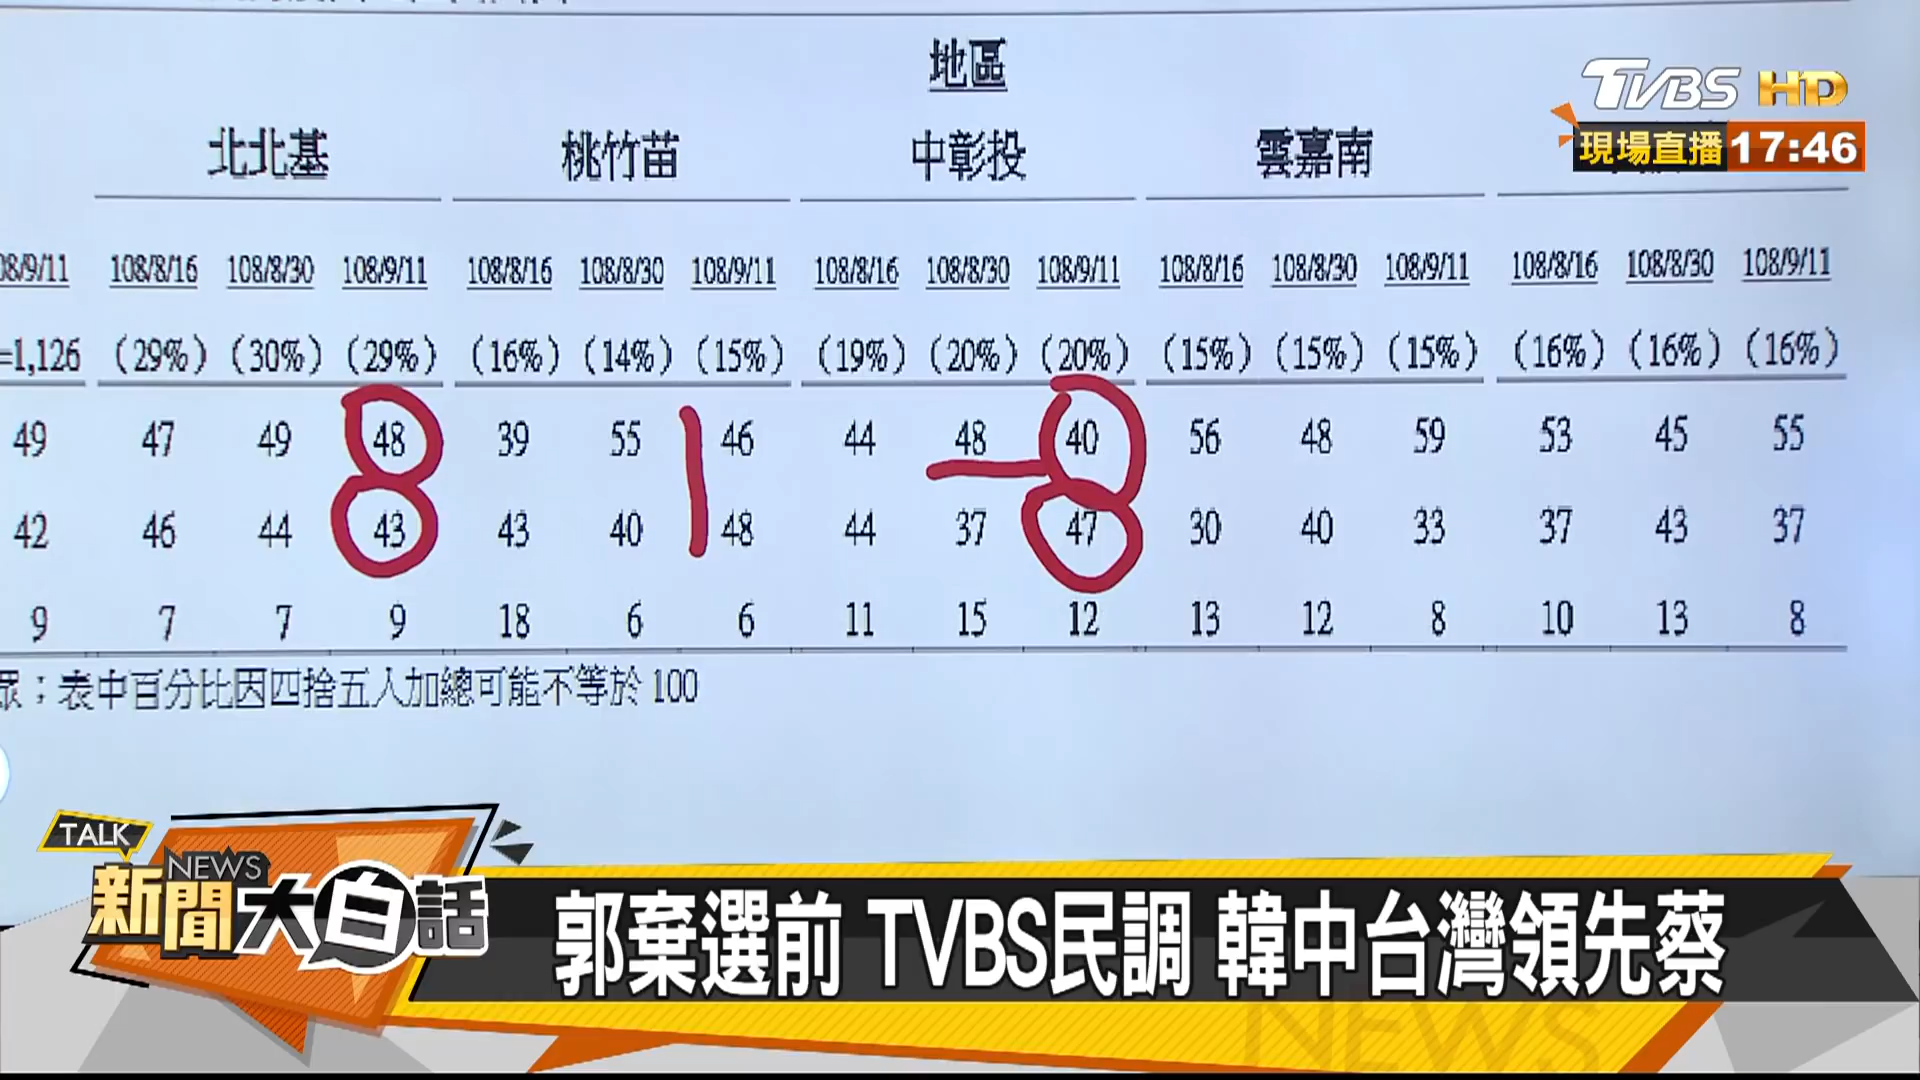 地區
TVBS HD
現場直播 17:46
北北基 桃竹苗 中彰投 雲嘉南
08/9/11 108/8/16 108/8/30 108/9/11 108/8/16 108/8/30 108/9/11 108/8/16 108/8/30 108/9/11 108/8/16 108/8/30 108/9/11 108/8/16 108/8/30 108/9/11
=1,126 (29%) (30%) (29%) (16%) (14%) (15%) (19%) (20%) (20%) (15%) (15%) (15%) (16%) (16%) (16%)
49 47 49 48 39 55 46 44 48 40 56 48 59 53 45 55
42 46 44 43 43 40 48 44 37 47 30 40 33 37 43 37
9 7 7 9 18 6 6 11 15 12 13 12 8 10 13 8
眾；表中百分比因四捨五入加總可能不等於 100
TALK
NEWS
新聞大白話
郭棄選前 TVBS民調 韓中台灣領先蔡
NEWS